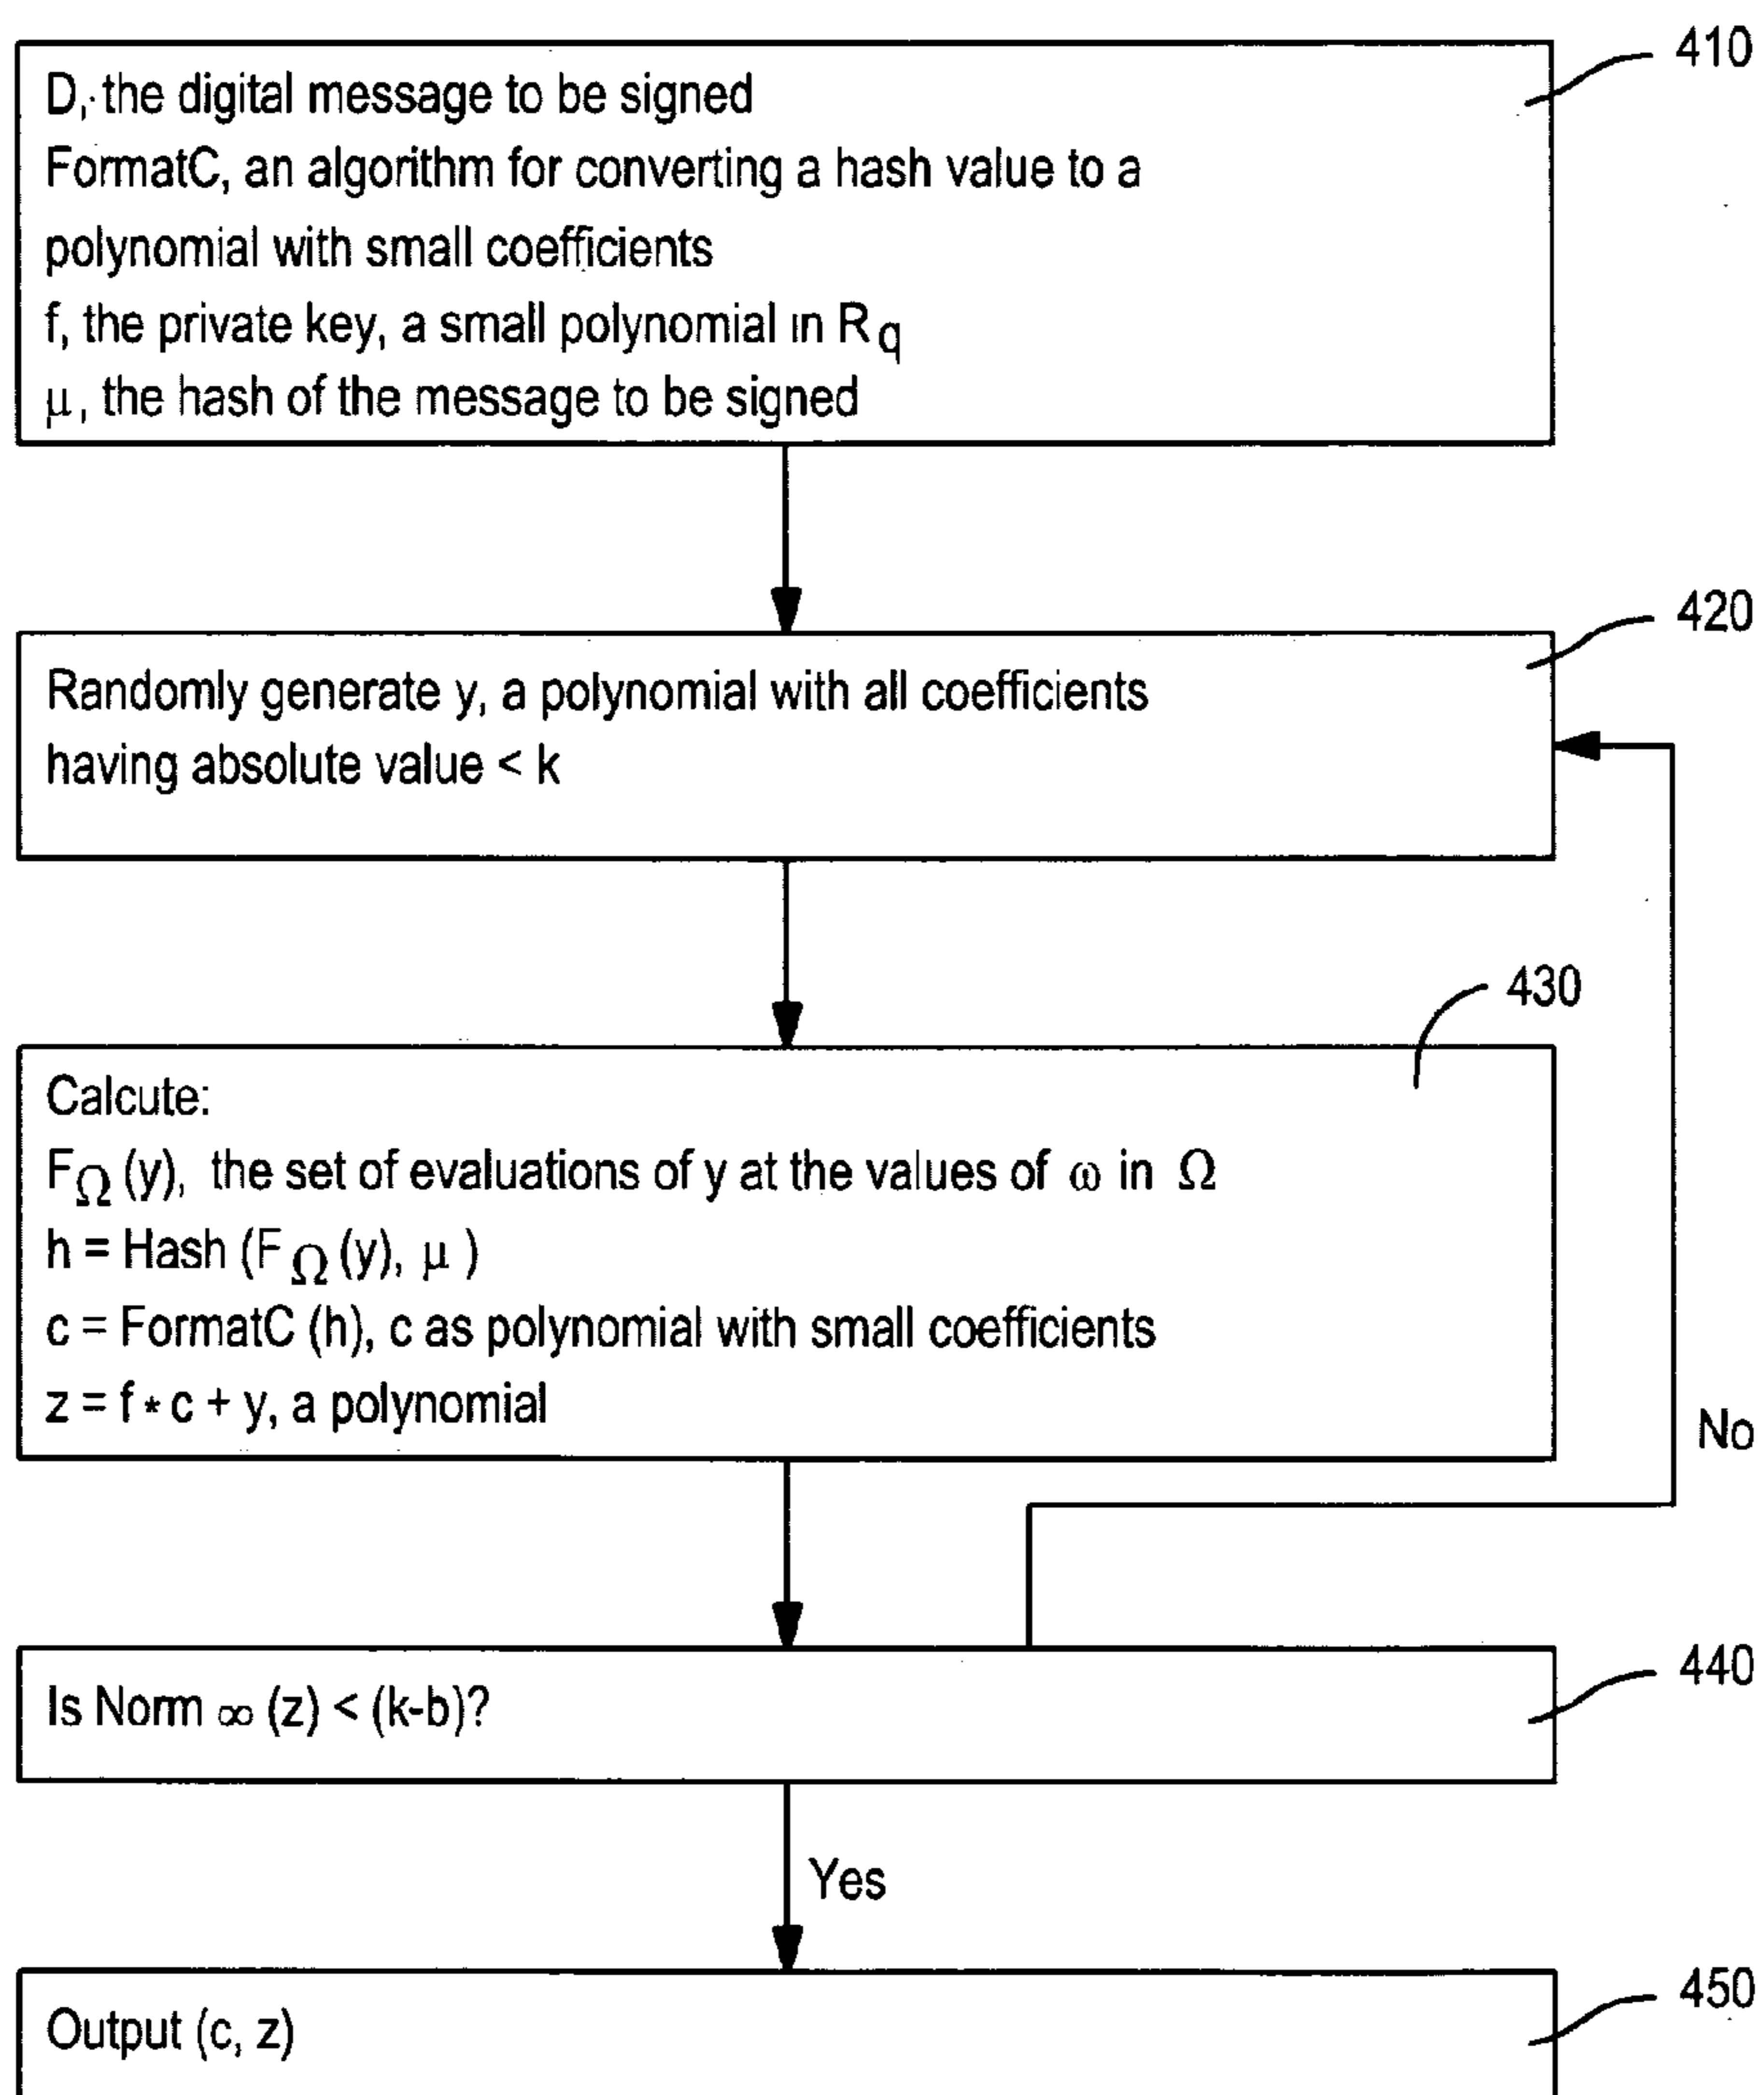 410
D, the digital message to be signed
FormatC, an algorithm for converting a hash value to a
polynomial with small coefficients
f, the private key, a small polynomial in Rq
μ, the hash of the message to be signed
420
Randomly generate y, a polynomial with all coefficients
having absolute value < k
430
Calcute:
FΩ (y), the set of evaluations of y at the values of ω in Ω
h = Hash (FΩ (y), μ )
c = FormatC (h), c as polynomial with small coefficients
z = f * c + y, a polynomial
No
440
Is Norm ∞ (z) < (k-b)?
Yes
450
Output (c, z)